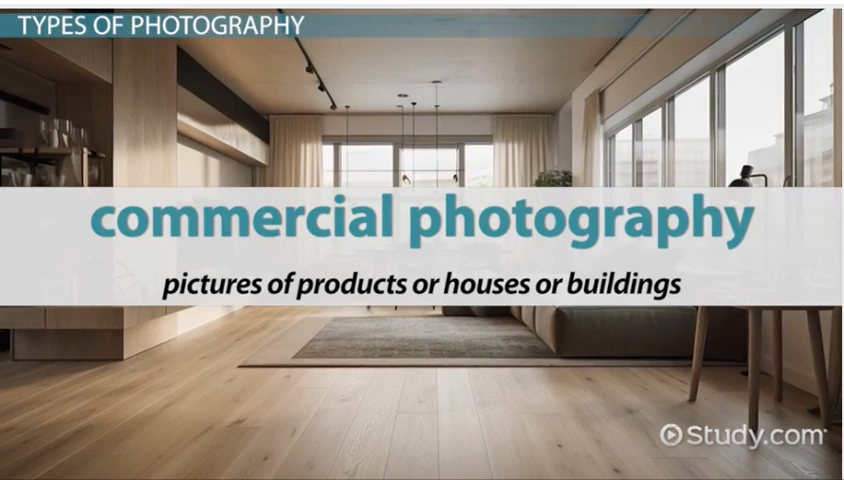 TYPES OF PHOTOGRAPHY
commercial photography
pictures of products or houses or buildings
Study.com